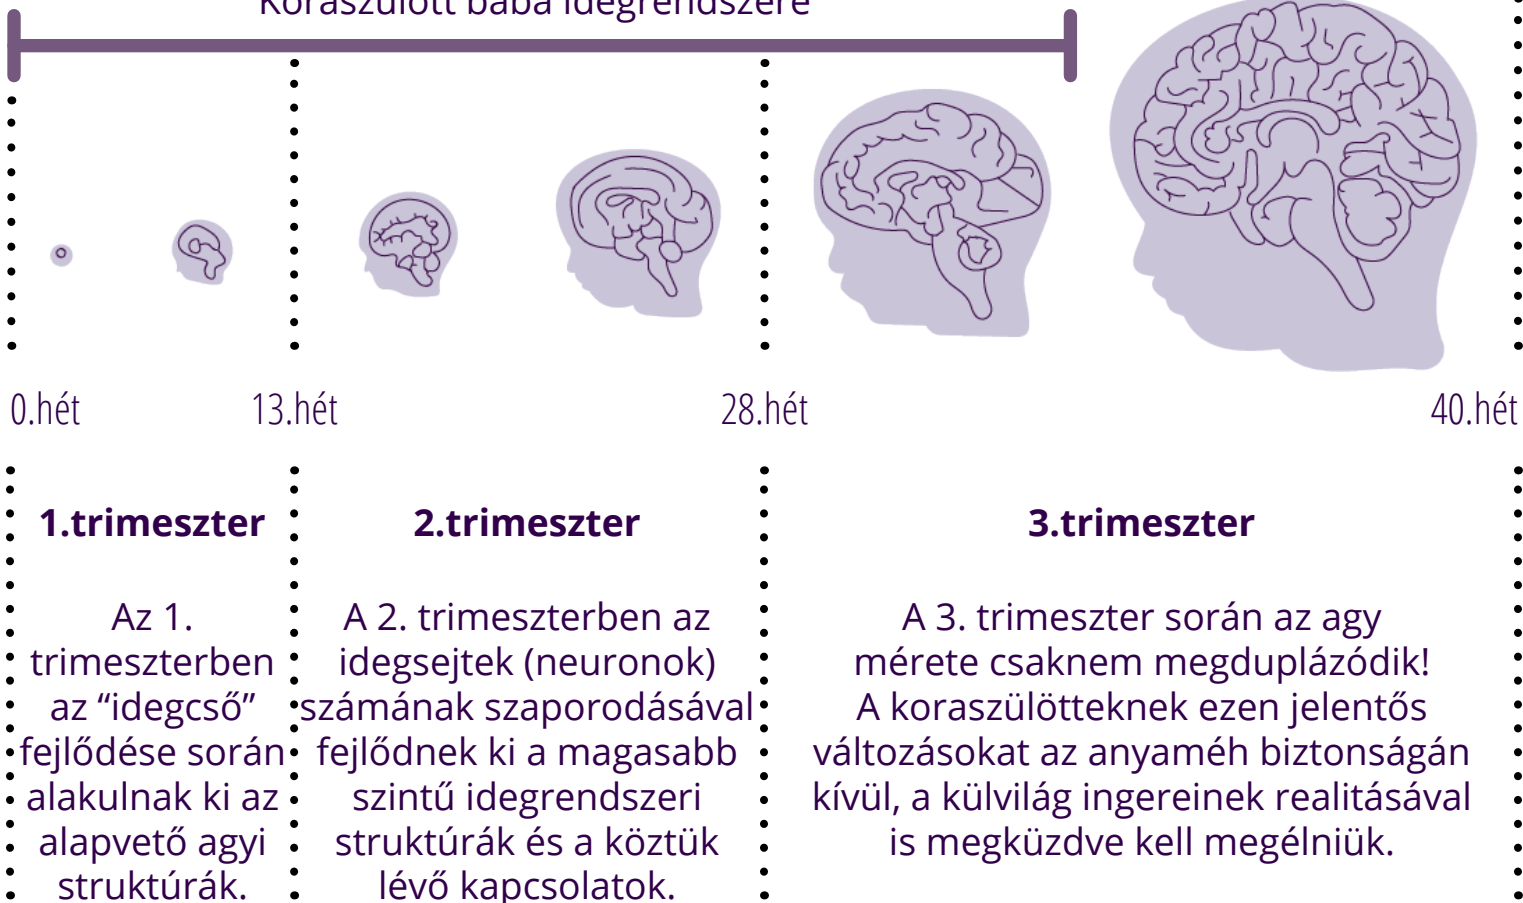 Koraszülött baba idegrendszere
0.hét
13.hét
28.hét
40.hét
1.trimeszter
Az 1.
trimeszterben
az “idegcső”
fejlődése során
alakulnak ki az
alapvető agyi
struktúrák.
2.trimeszter
A 2. trimeszterben az
idegsejtek (neuronok)
számának szaporodásával
fejlődnek ki a magasabb
szintű idegrendszeri
struktúrák és a köztük
lévő kapcsolatok.
3.trimeszter
A 3. trimeszter során az agy
mérete csaknem megduplázódik!
A koraszülötteknek ezen jelentős
változásokat az anyaméh biztonságán
kívül, a külvilág ingereinek realitásával
is megküzdve kell megélniük.